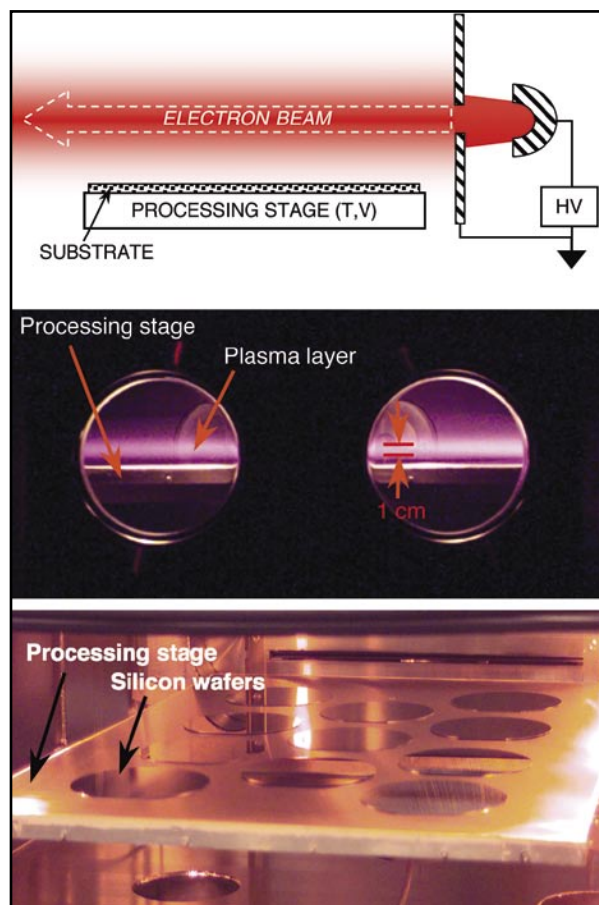 ELECTRON BEAM
HV
PROCESSING STAGE (T,V)
SUBSTRATE
Processing stage
Plasma layer
1 cm
Processing stage
Silicon wafers